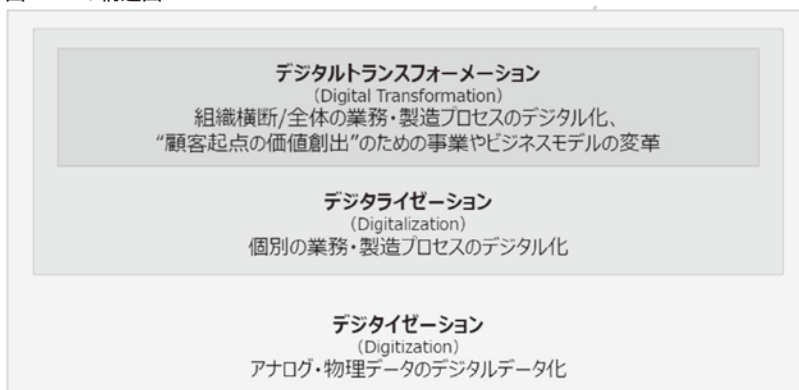 デジタルトランスフォーメーション
(Digital Transformation)
組織横断/全体の業務・製造プロセスのデジタル化、
“顧客起点の価値創出”のための事業やビジネスモデルの変革
デジタライゼーション
(Digitalization)
個別の業務・製造プロセスのデジタル化
デジタイゼーション
(Digitization)
アナログ・物理データのデジタルデータ化